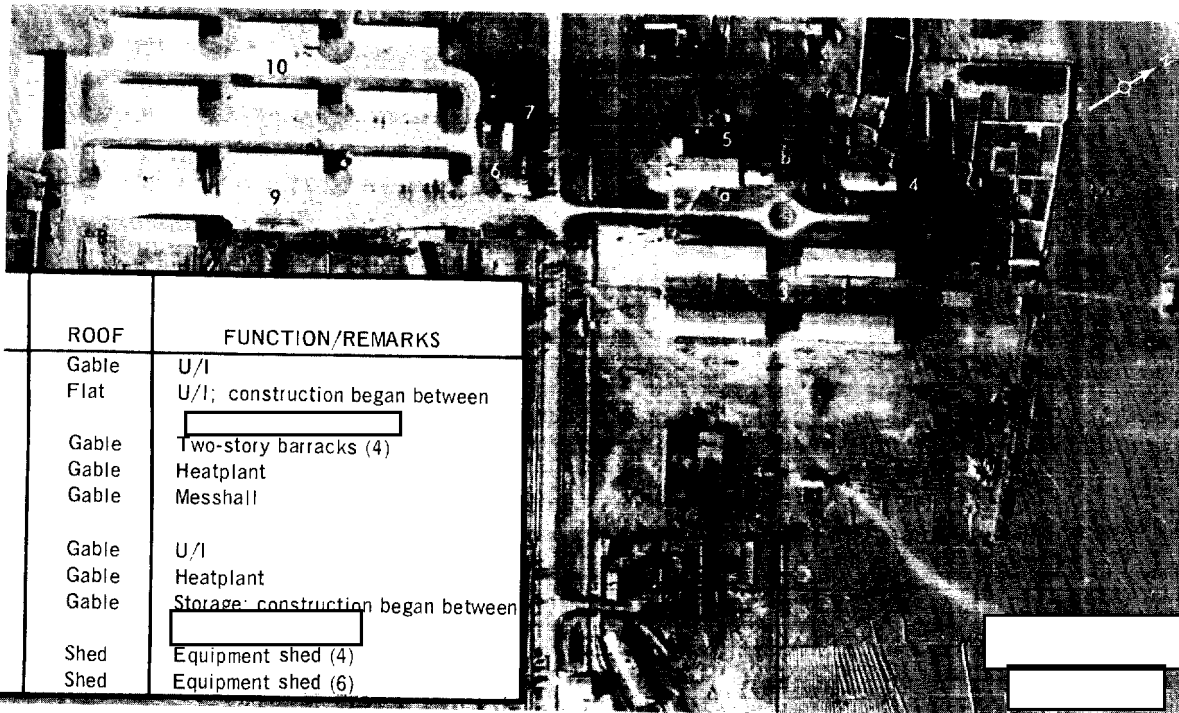 10
7
5
b
6
4
9
a
8
3
2
ROOF FUNCTION/REMARKS
Gable U/I
Flat U/I; construction began between
Gable Two-story barracks (4)
Gable Heatplant
Gable Messhall
Gable U/I
Gable Heatplant
Gable Storage; construction began between
Shed Equipment shed (4)
Shed Equipment shed (6)